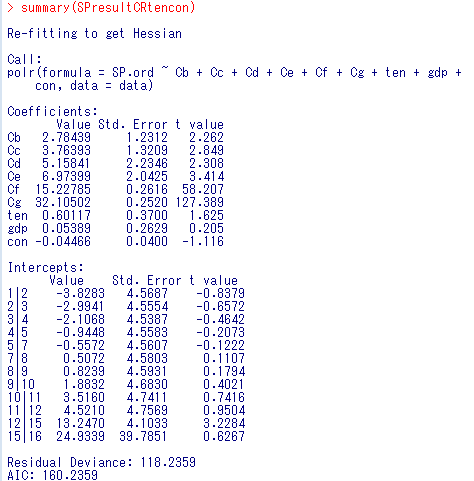 > summary(SPresultCRtencon)

Re-fitting to get Hessian

Call:
polr(formula = SP.ord ~ Cb + Cc + Cd + Ce + Cf + Cg + ten + gdp +
    con, data = data)

Coefficients:
       Value Std. Error t value
Cb   2.78439     1.2312   2.262
Cc   3.76393     1.3209   2.849
Cd   5.15841     2.2346   2.308
Ce   6.97399     2.0425   3.414
Cf  15.22785     0.2616  58.207
Cg  32.10502     0.2520 127.389
ten  0.60117     0.3700   1.625
gdp  0.05389     0.2629   0.205
con -0.04466     0.0400  -1.116

Intercepts:
      Value   Std. Error t value
1|2   -3.8283  4.5687    -0.8379
2|3   -2.9941  4.5554    -0.6572
3|4   -2.1068  4.5387    -0.4642
4|5   -0.9448  4.5583    -0.2073
5|7   -0.5572  4.5607    -0.1222
7|8    0.5072  4.5803     0.1107
8|9    0.8239  4.5931     0.1794
9|10   1.8832  4.6830     0.4021
10|11  3.5160  4.7411     0.7416
11|12  4.5210  4.7569     0.9504
12|15 13.2470  4.1033     3.2284
15|16 24.9339 39.7851     0.6267

Residual Deviance: 118.2359
AIC: 160.2359